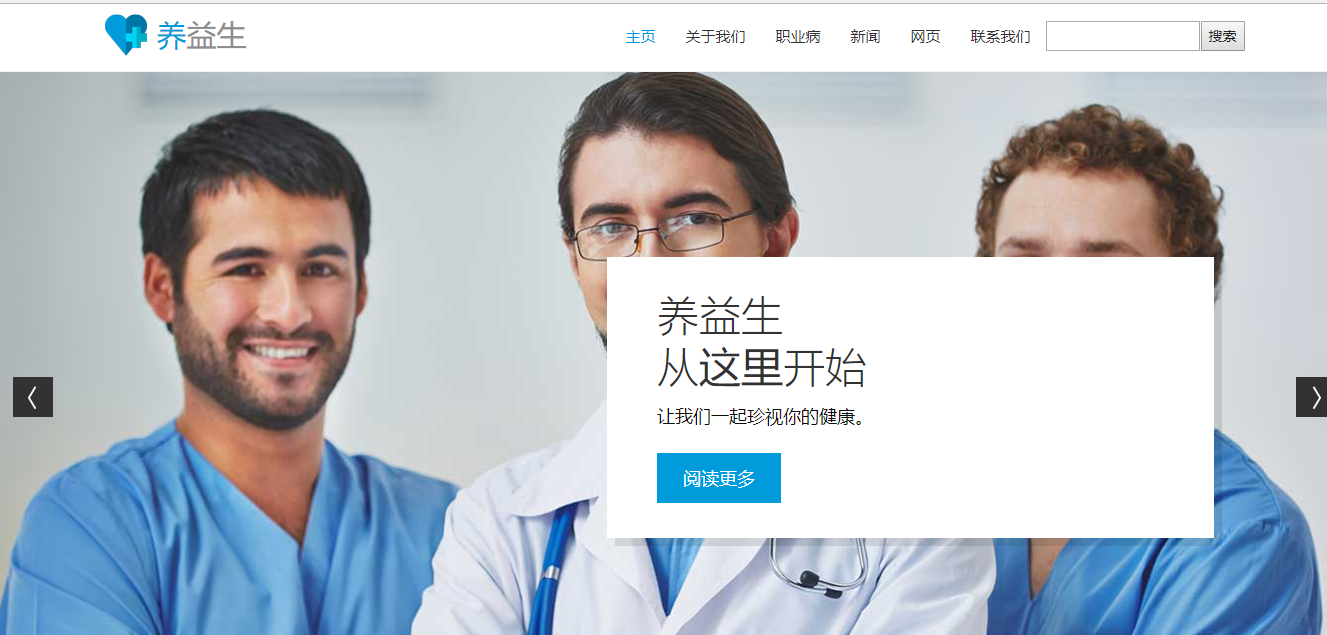 养益生
主页 关于我们 职业病 新闻 网页 联系我们 搜索
养益生
从这里开始
让我们一起珍视你的健康。
阅读更多